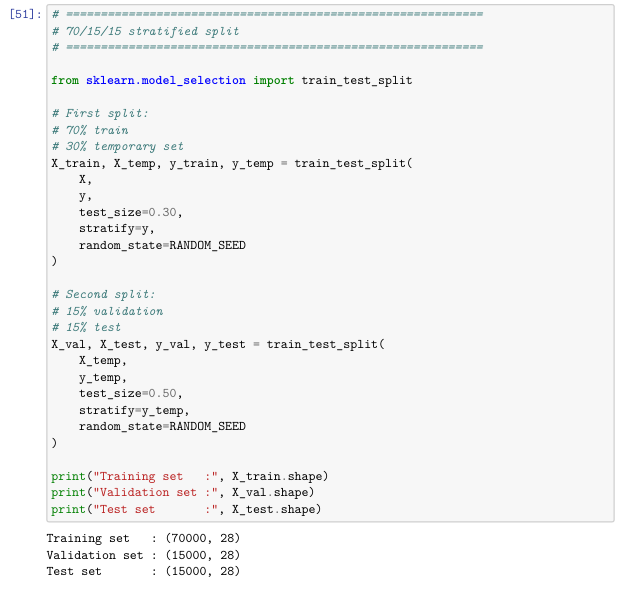 [51]: # ============================================================
# 70/15/15 stratified split
# ============================================================
from sklearn.model_selection import train_test_split
# First split:
# 70% train
# 30% temporary set
X_train, X_temp, y_train, y_temp = train_test_split(
    X,
    y,
    test_size=0.30,
    stratify=y,
    random_state=RANDOM_SEED
)
# Second split:
# 15% validation
# 15% test
X_val, X_test, y_val, y_test = train_test_split(
    X_temp,
    y_temp,
    test_size=0.50,
    stratify=y_temp,
    random_state=RANDOM_SEED
)
print("Training set   :", X_train.shape)
print("Validation set :", X_val.shape)
print("Test set       :", X_test.shape)
Training set   : (70000, 28)
Validation set : (15000, 28)
Test set       : (15000, 28)